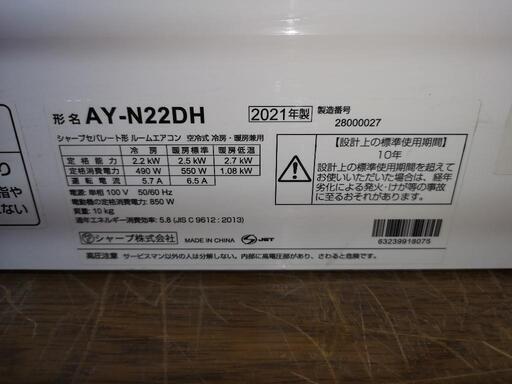 形名 AY-N22DH 2021年製 製造番号 28000027
シャープセパレート形 ルームエアコン 空冷式 冷房・暖房兼用
冷房 暖房標準 暖房低温
定格能力 2.2 kW 2.5 kW 2.7 kW
定格消費電力 490 W 550 W 1.08 kW
運転電流 5.7 A 6.5 A
電源:単相 100 V 50/60 Hz
電動機の定格消費電力:850 W
質量:10 kg
通年エネルギー消費効率:5.8 (JIS C 9612:2013)
シャープ株式会社 MADE IN CHINA JET
【設計上の標準使用期間】
10年
設計上の標準使用期間を超えて
お使いいただいた場合は、経年
劣化による発火・けが等の事故
に至るおそれがあります。
63239918075
高圧注意 サービスマン以外の人は分解しない。内部に高電圧部があり、さわると危険。
り
指や
えない